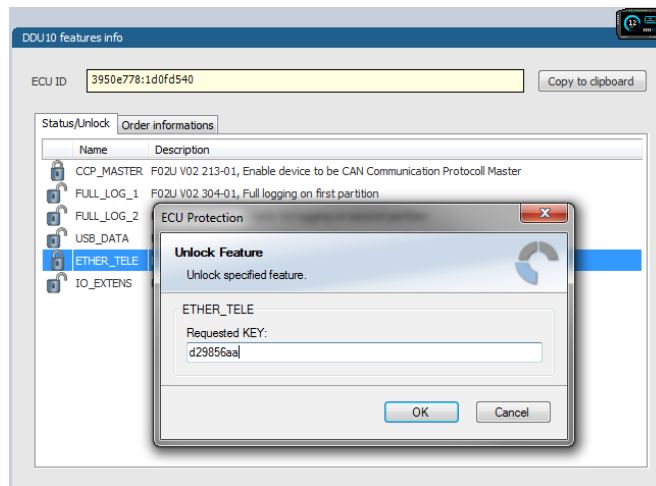 12
DDU10 features info
ECU ID 3950e778:1d0fd540 Copy to clipboard
Status/Unlock Order informations
Name Description
CCP_MASTER F02U V02 213-01, Enable device to be CAN Communication Protocoll Master
FULL_LOG_1 F02U V02 304-01, Full logging on first partition
FULL_LOG_2
USB_DATA
ETHER_TELE
IO_EXTENS
ECU Protection
Unlock Feature
Unlock specified feature.
ETHER_TELE
Requested KEY:
d29856aa
OK Cancel